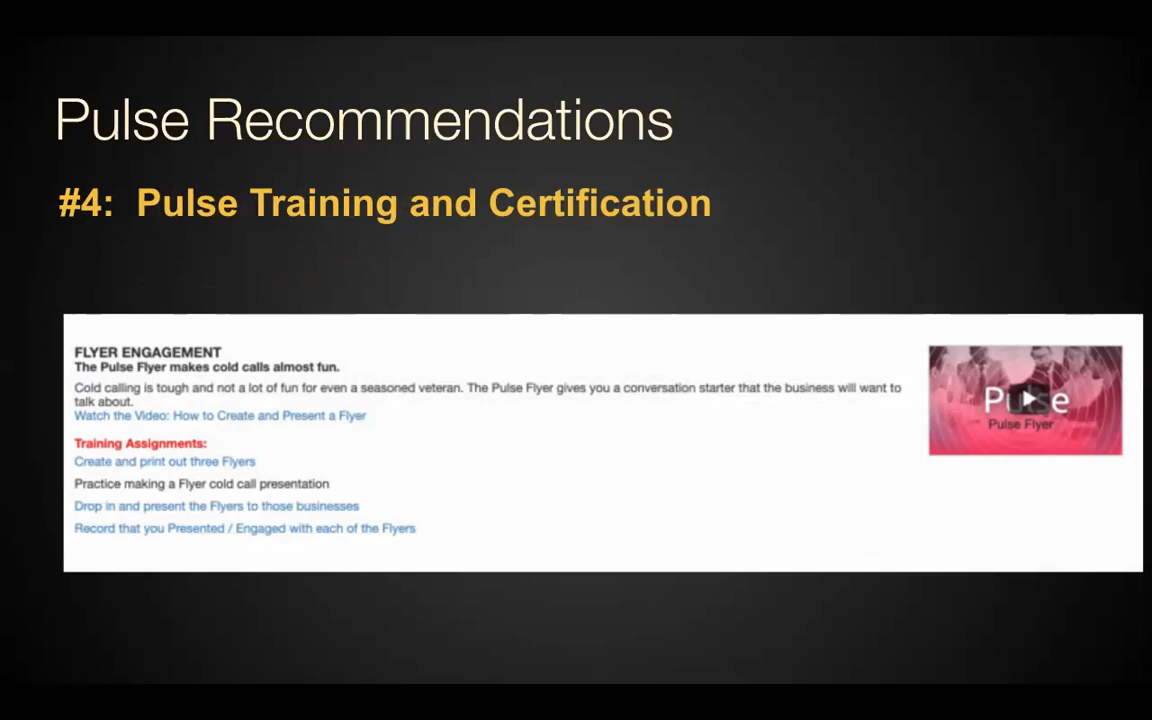 Pulse Recommendations
#4: Pulse Training and Certification
FLYER ENGAGEMENT
The Pulse Flyer makes cold calls almost fun.
Cold calling is tough and not a lot of fun for even a seasoned veteran. The Pulse Flyer gives you a conversation starter that the business will want to
talk about.
Watch the Video: How to Create and Present a Flyer
Pulse
Pulse Flyer
Training Assignments:
Create and print out three Flyers
Practice making a Flyer cold call presentation
Drop in and present the Flyers to those businesses
Record that you Presented / Engaged with each of the Flyers